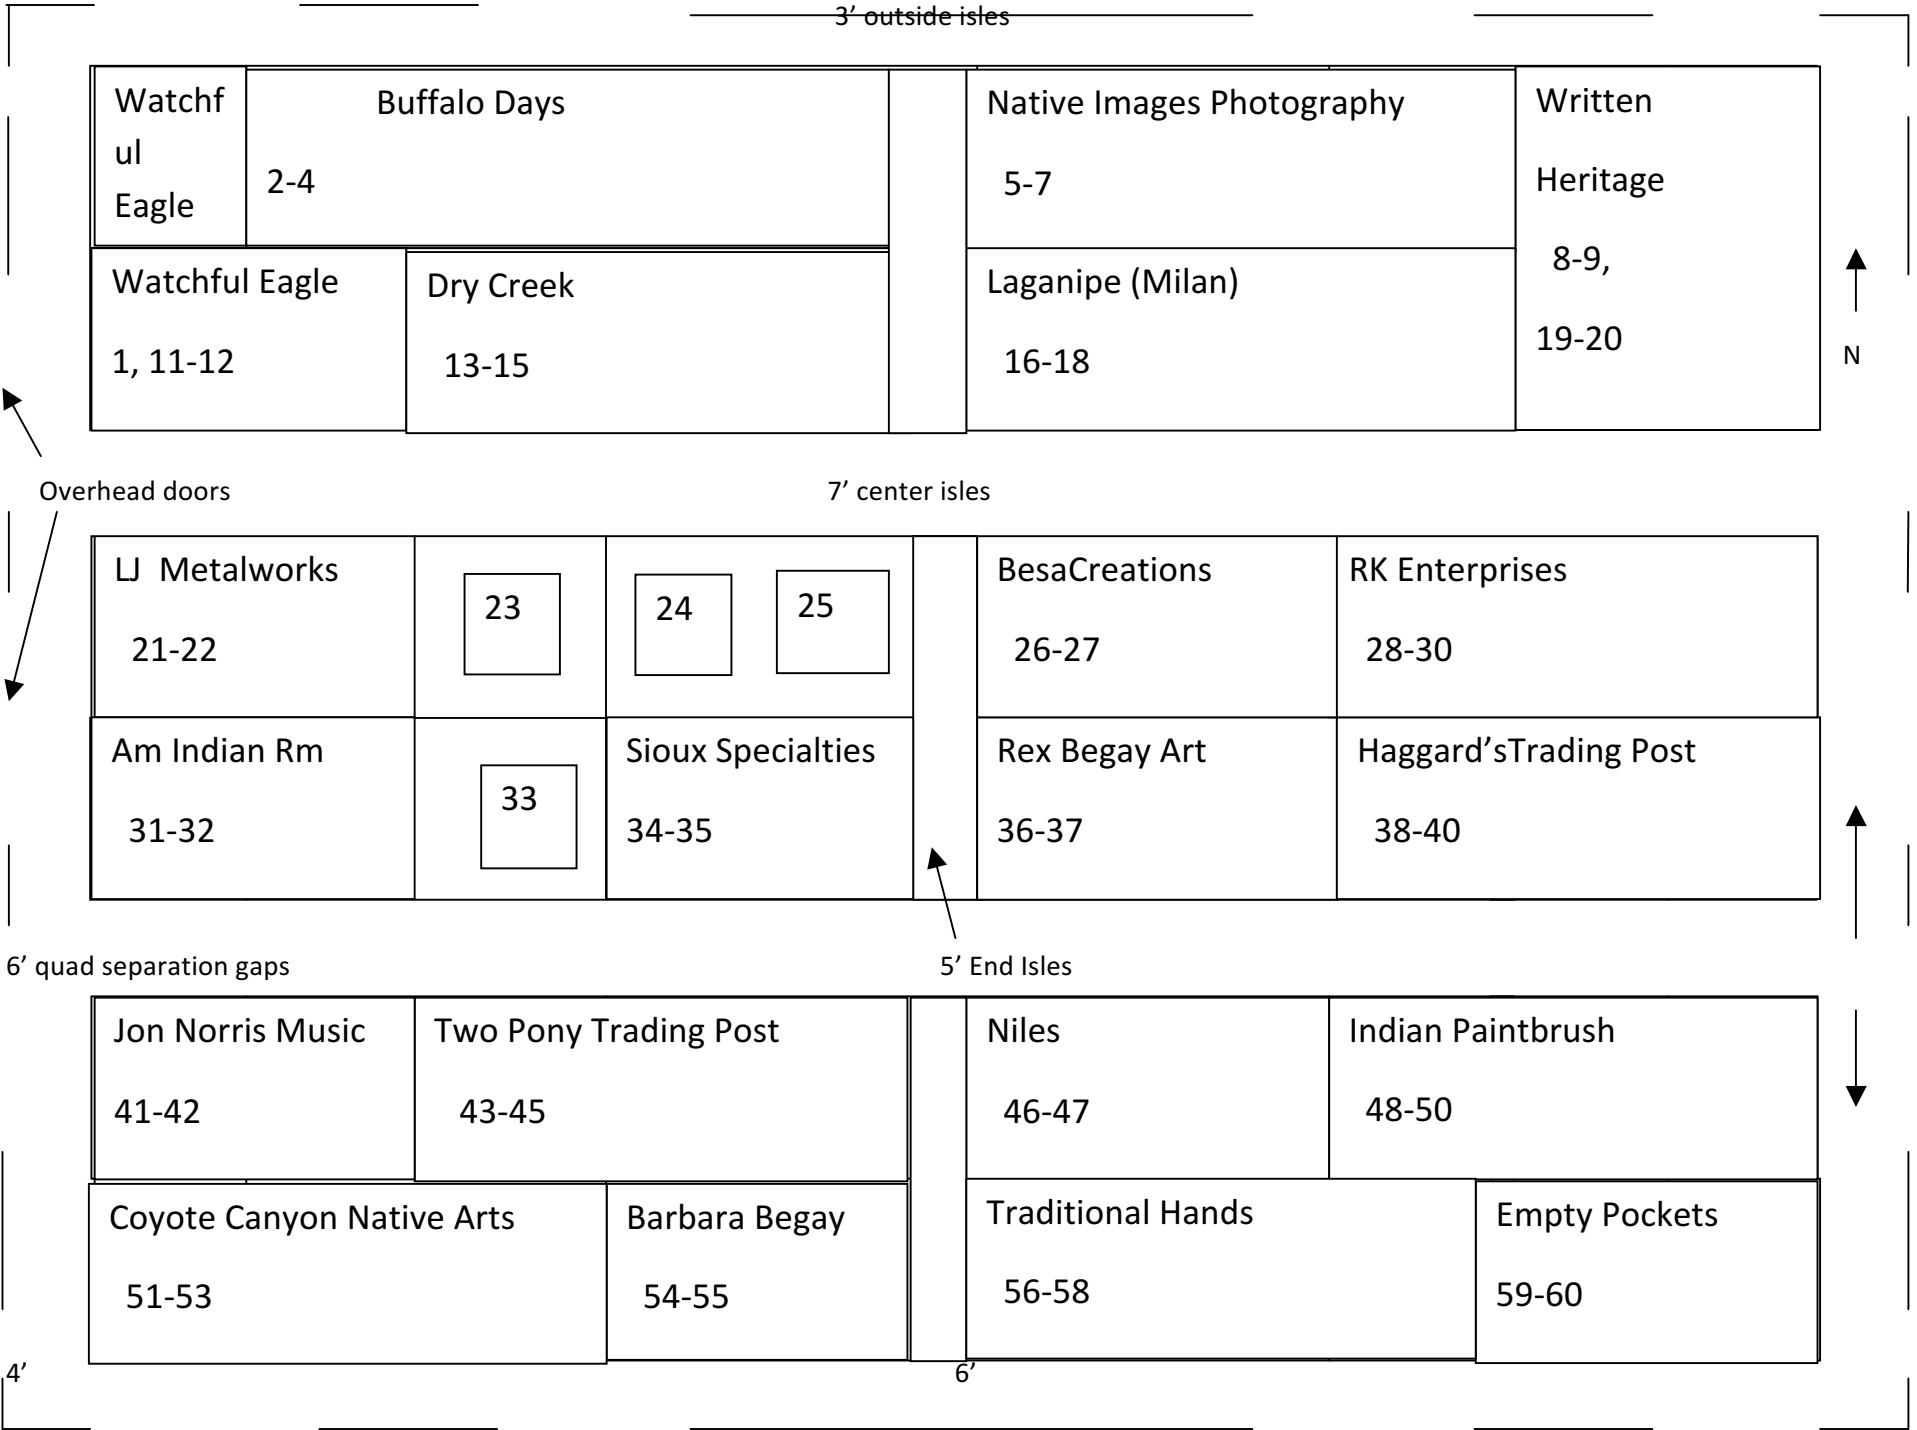 3’ outside isles
Watchf
ul
Eagle
Buffalo Days
2-4
Native Images Photography
5-7
Written
Heritage
8-9,
19-20
Watchful Eagle
1, 11-12
Dry Creek
13-15
Laganipe (Milan)
16-18
N
Overhead doors
7’ center isles
LJ Metalworks
21-22
23
24
25
BesaCreations
26-27
RK Enterprises
28-30
Am Indian Rm
31-32
33
Sioux Specialties
34-35
Rex Begay Art
36-37
Haggard’sTrading Post
38-40
6’ quad separation gaps
5’ End Isles
Jon Norris Music
41-42
Two Pony Trading Post
43-45
Niles
46-47
Indian Paintbrush
48-50
Coyote Canyon Native Arts
51-53
Barbara Begay
54-55
Traditional Hands
56-58
Empty Pockets
59-60
4’
6’